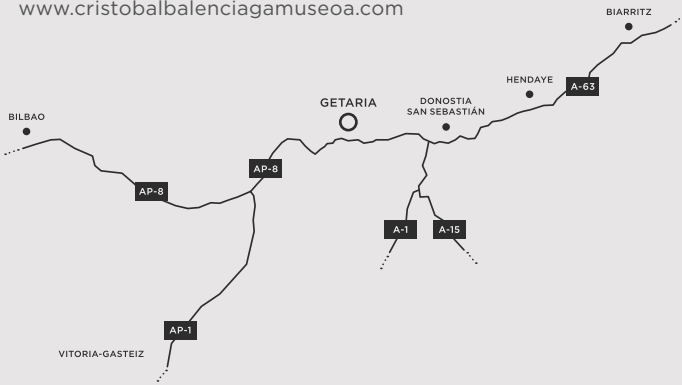 www.cristobalbalenciagamuseoa.com
BIARRITZ
HENDAYE
A-63
GETARIA
DONOSTIA
SAN SEBASTIÁN
BILBAO
AP-8
AP-8
A-1
A-15
AP-1
VITORIA-GASTEIZ